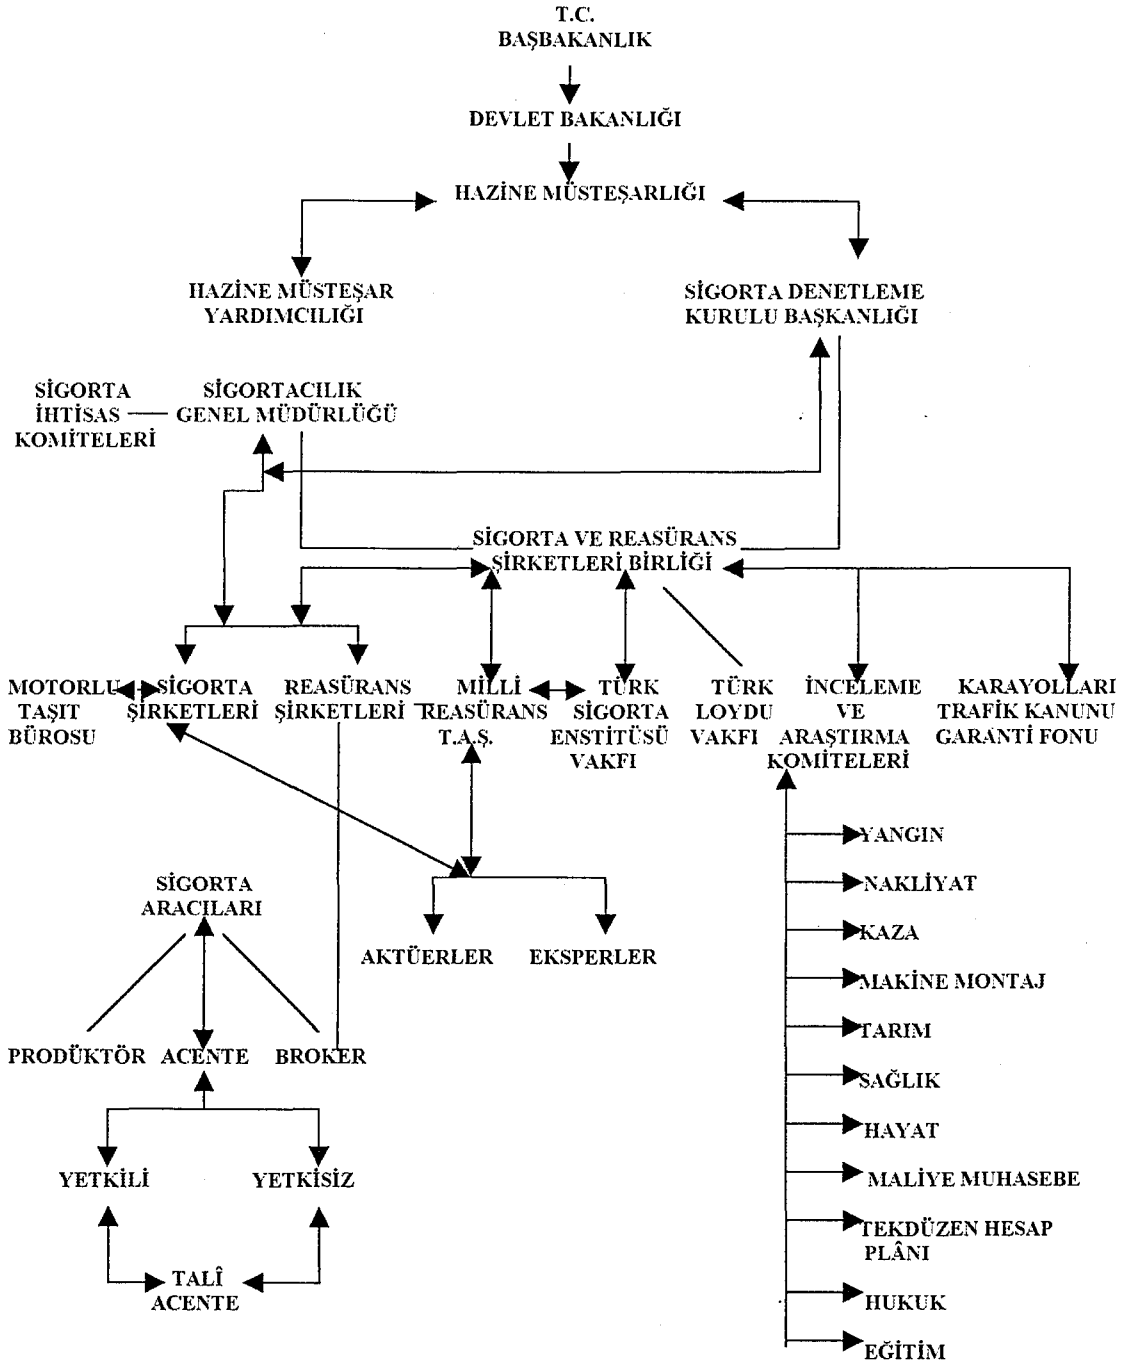 T.C.
BAŞBAKANLIK
DEVLET BAKANLIĞI
HAZİNE MÜSTEŞARLIĞI
HAZİNE MÜSTEŞAR
YARDIMCILIĞI
SİGORTA DENETLEME
KURULU BAŞKANLIĞI
SİGORTA
İHTİSAS
KOMİTELERİ
SİGORTACILIK
GENEL MÜDÜRLÜĞÜ
SİGORTA VE REASÜRANS
ŞİRKETLERİ BİRLİĞİ
MOTORLU
TAŞIT
BÜROSU
SİGORTA
ŞİRKETLERİ
REASÜRANS
ŞİRKETLERİ
MİLLİ
REASÜRANS
T.A.Ş.
TÜRK
SİGORTA
ENSTİTÜSÜ
VAKFI
TÜRK
LOYDU
VAKFI
İNCELEME
VE
ARAŞTIRMA
KOMİTELERİ
KARAYOLLARI
TRAFİK KANUNU
GARANTİ FONU
YANGIN
NAKLİYAT
KAZA
MAKİNE MONTAJ
TARIM
SAĞLIK
HAYAT
MALİYE MUHASEBE
TEKDÜZEN HESAP
PLÂNI
HUKUK
EĞİTİM
SİGORTA
ARACILARI
AKTÜERLER
EKSPERLER
PRODÜKTÖR
ACENTE
BROKER
YETKİLİ
YETKİSİZ
TALÎ
ACENTE